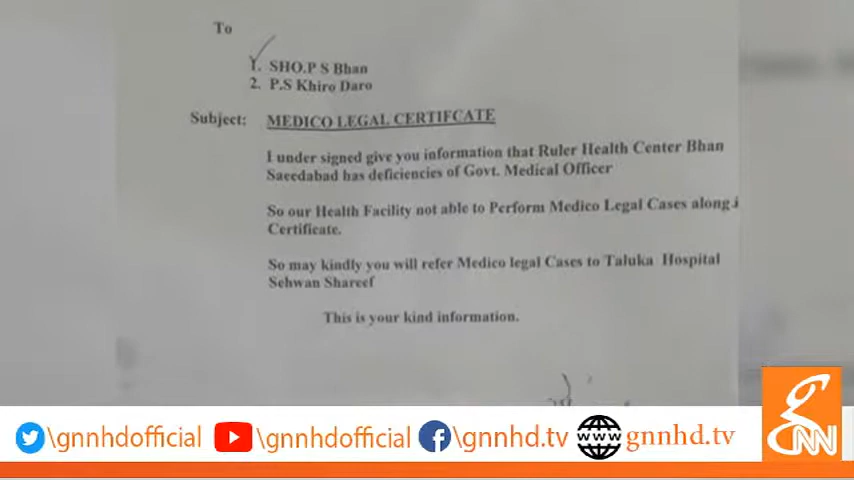 To
1. SHO.P S Bhan
2. P.S Khiro Daro
Subject: MEDICO LEGAL CERTIFCATE
I under signed give you information that Ruler Health Center Bhan
Saeedabad has deficiencies of Govt. Medical Officer
So our Health Facility not able to Perform Medico Legal Cases along
Certificate.
So may kindly you will refer Medico legal Cases to Taluka Hospital
Sehwan Shareef
This is your kind information.
\gnnhdofficial \gnnhdofficial \gnnhd.tv www gnnhd.tv
GNN